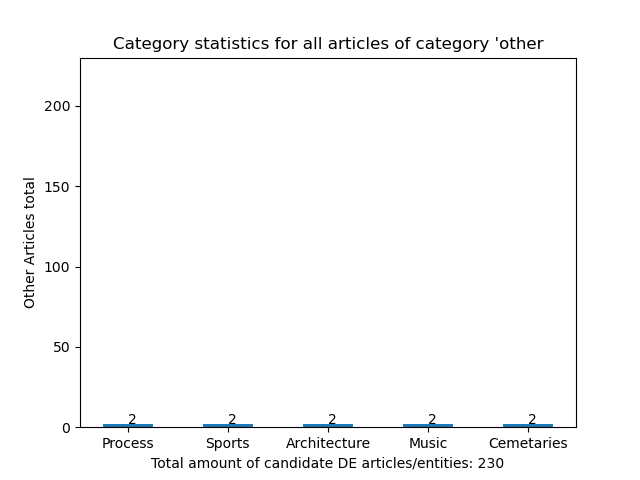 Category statistics for all articles of category 'other
Other Articles total
200
150
100
50
0
2 2 2 2 2
Process Sports Architecture Music Cemetaries
Total amount of candidate DE articles/entities: 230